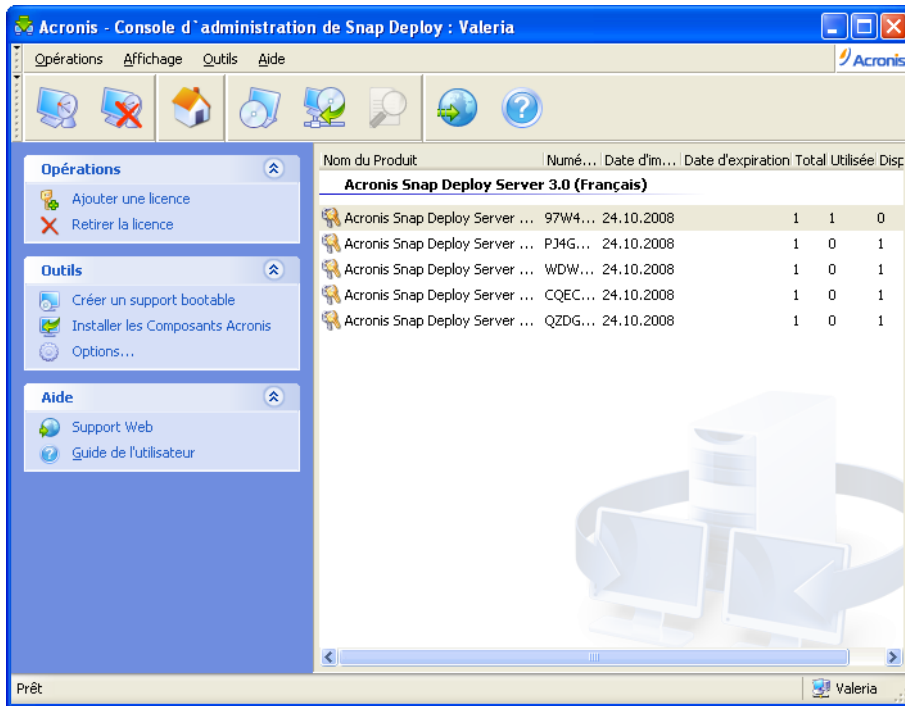 Acronis - Console d`administration de Snap Deploy : Valeria
Opérations Affichage Outils Aide
Acronis
Opérations
Ajouter une licence
Retirer la licence
Outils
Créer un support bootable
Installer les Composants Acronis
Options...
Aide
Support Web
Guide de l'utilisateur
Nom du Produit Numé... Date d'im... Date d'expiration Total Utilisée Disp
Acronis Snap Deploy Server 3.0 (Français)
Acronis Snap Deploy Server ... 97W4... 24.10.2008 1 1 0
Acronis Snap Deploy Server ... PJ4G... 24.10.2008 1 0 1
Acronis Snap Deploy Server ... WDW... 24.10.2008 1 0 1
Acronis Snap Deploy Server ... CQEC... 24.10.2008 1 0 1
Acronis Snap Deploy Server ... QZDG... 24.10.2008 1 0 1
Prêt
Valeria